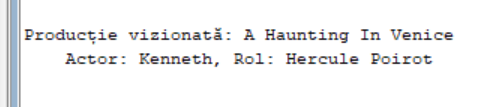 Producție vizionată: A Haunting In Venice
Actor: Kenneth, Rol: Hercule Poirot